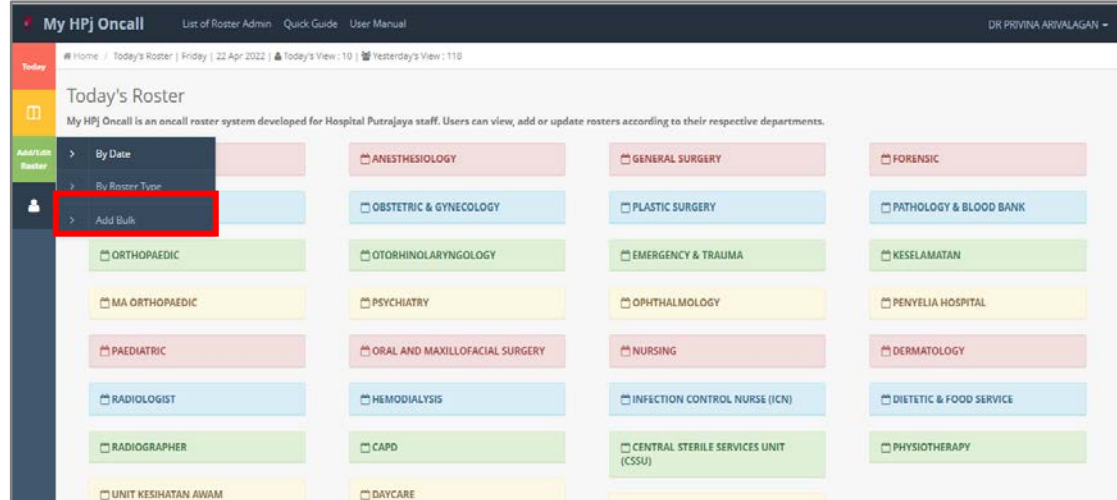 My HPj Oncall List of Roster Admin Quick Guide User Manual DR PRIVINA ARIVALAGAN
Home / Today's Roster | Friday | 22 Apr 2022 | Today's View : 10 | Yesterday's View : 118
Today
Today's Roster
My HPj Oncall is an oncall roster system developed for Hospital Putrajaya staff. Users can view, add or update rosters according to their respective departments.
Add/Edit
Roster
By Date
By Roster Type
Add Bulk
ANESTHESIOLOGY
GENERAL SURGERY
FORENSIC
OBSTETRIC & GYNECOLOGY
PLASTIC SURGERY
PATHOLOGY & BLOOD BANK
ORTHOPAEDIC
OTORHINOLARYNGOLOGY
EMERGENCY & TRAUMA
KESELAMATAN
MA ORTHOPAEDIC
PSYCHIATRY
OPHTHALMOLOGY
PENYELIA HOSPITAL
PAEDIATRIC
ORAL AND MAXILLOFACIAL SURGERY
NURSING
DERMATOLOGY
RADIOLOGIST
HEMODIALYSIS
INFECTION CONTROL NURSE (ICN)
DIETETIC & FOOD SERVICE
RADIOGRAPHER
CAPD
CENTRAL STERILE SERVICES UNIT
(CSSU)
PHYSIOTHERAPY
UNIT KESIHATAN AWAM
DAYCARE